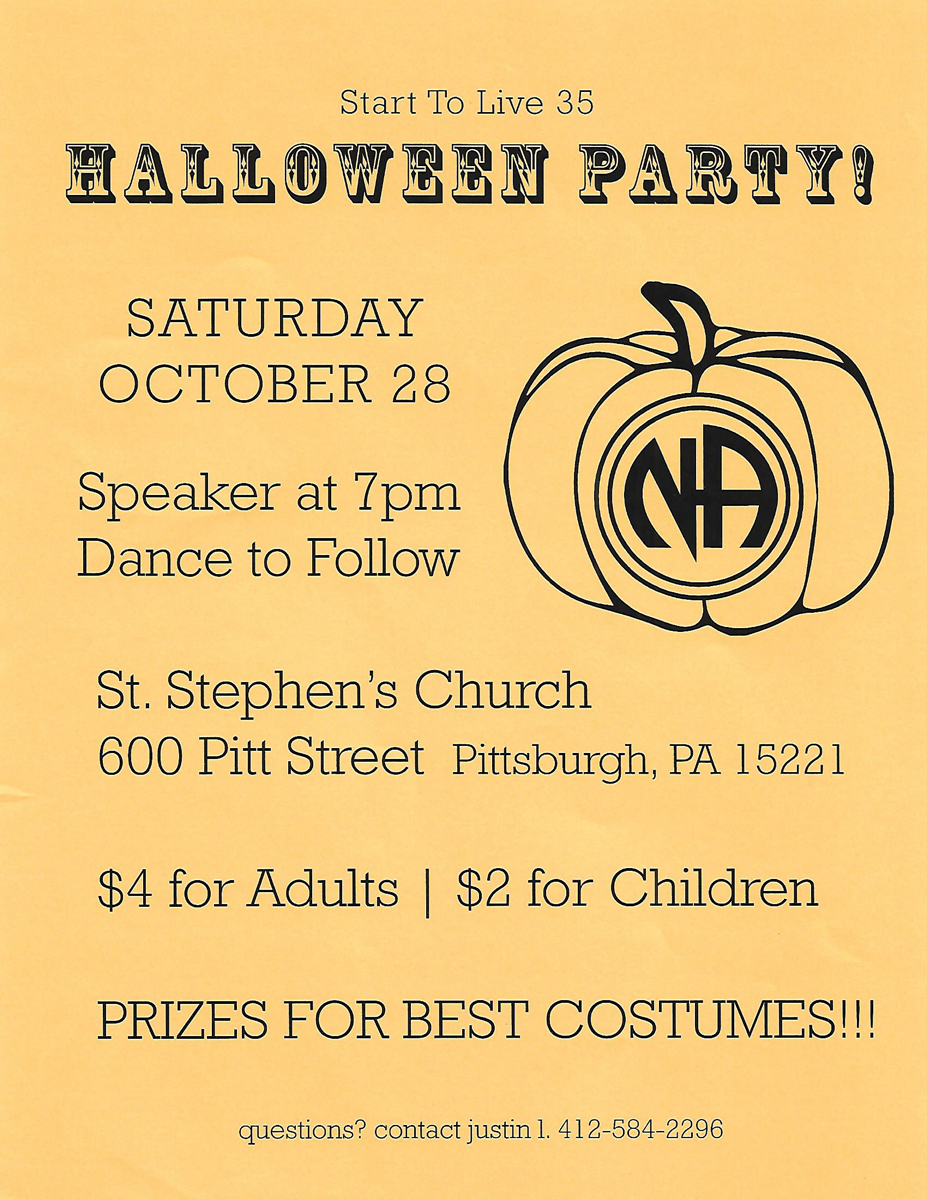 Start To Live 35
HALLOWEEN PARTY!
SATURDAY
OCTOBER 28
Speaker at 7pm
Dance to Follow
NA
St. Stephen's Church
600 Pitt Street Pittsburgh, PA 15221
$4 for Adults | $2 for Children
PRIZES FOR BEST COSTUMES!!!
questions? contact justin l. 412-584-2296